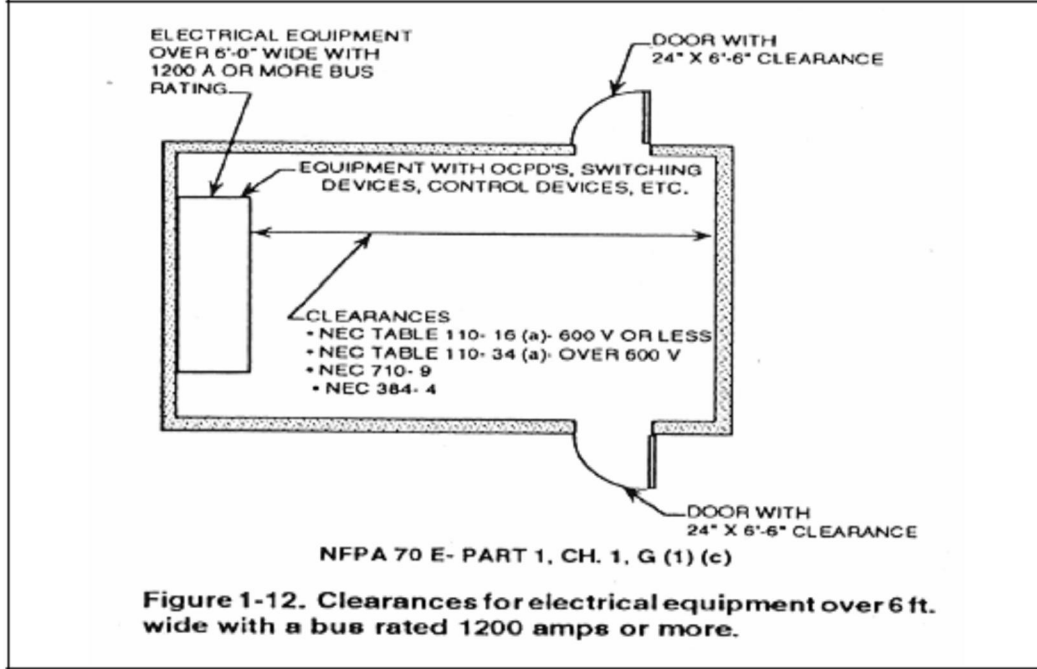 ELECTRICAL EQUIPMENT
OVER 6'-0" WIDE WITH
1200 A OR MORE BUS
RATING
DOOR WITH
24" X 6'-6" CLEARANCE
EQUIPMENT WITH OCPD'S, SWITCHING
DEVICES, CONTROL DEVICES, ETC.
CLEARANCES
• NEC TABLE 110- 16 (a)- 600 V OR LESS
• NEC TABLE 110- 34 (a)- OVER 600 V
• NEC 710- 9
• NEC 384- 4
DOOR WITH
24" X 6'-6" CLEARANCE
NFPA 70 E- PART 1, CH. 1, G (1) (c)
Figure 1-12. Clearances for electrical equipment over 6 ft.
wide with a bus rated 1200 amps or more.